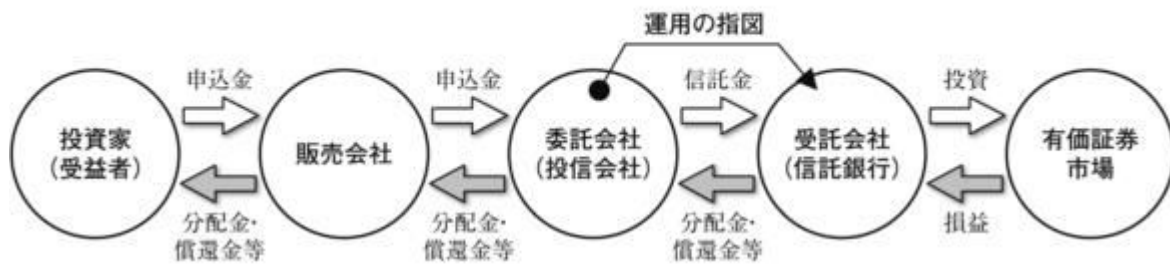 運用の指図
申込金
申込金
信託金
投資
投資家
（受益者）
販売会社
委託会社
（投信会社）
受託会社
（信託銀行）
有価証券
市場
分配金・
償還金等
分配金・
償還金等
分配金・
償還金等
損益